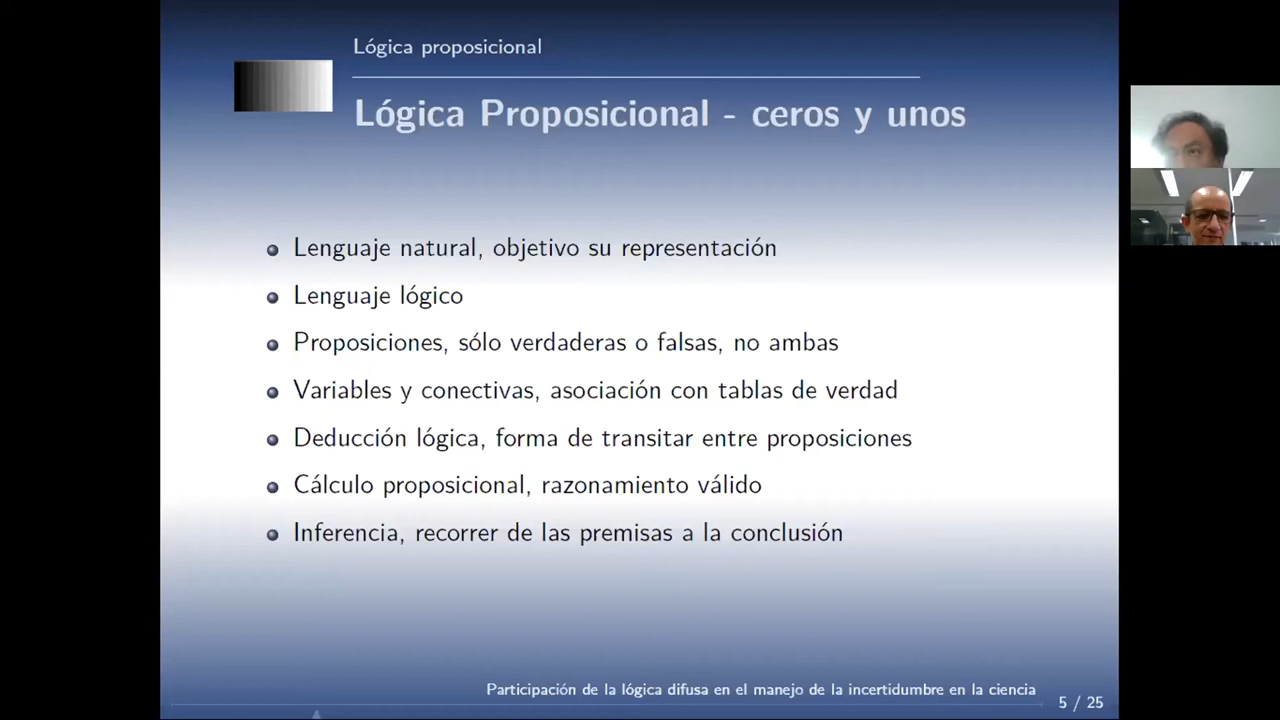 Lógica proposicional
Lógica Proposicional - ceros y unos
Lenguaje natural, objetivo su representación
Lenguaje lógico
Proposiciones, sólo verdaderas o falsas, no ambas
Variables y conectivas, asociación con tablas de verdad
Deducción lógica, forma de transitar entre proposiciones
Cálculo proposicional, razonamiento válido
Inferencia, recorrer de las premisas a la conclusión
Participación de la lógica difusa en el manejo de la incertidumbre en la ciencia
5 / 25